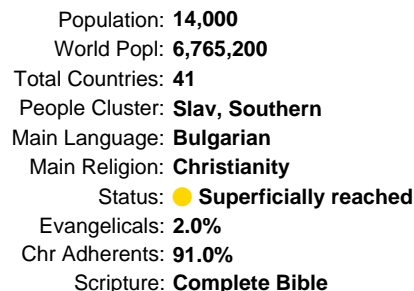 Population: 14,000
World Popl: 6,765,200
Total Countries: 41
People Cluster: Slav, Southern
Main Language: Bulgarian
Main Religion: Christianity
Status: Superficially reached
Evangelicals: 2.0%
Chr Adherents: 91.0%
Scripture: Complete Bible